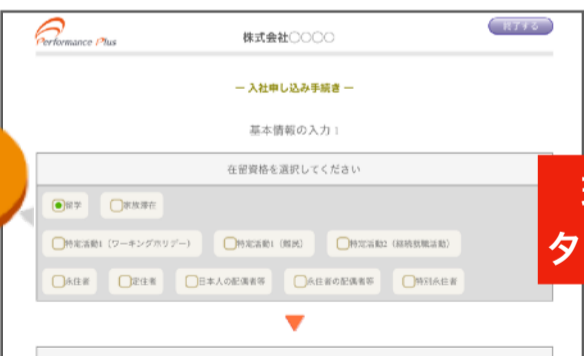 Performance Plus
株式会社〇〇〇〇
終了する
― 入社申し込み手続き ―
基本情報の入力 1
在留資格を選択してください
留学 家族滞在
特定活動1（ワーキングホリデー） 特定活動1（難民） 特定活動2（継続就職活動）
永住者 定住者 日本人の配偶者等 永住者の配偶者等 特別永住者
タ